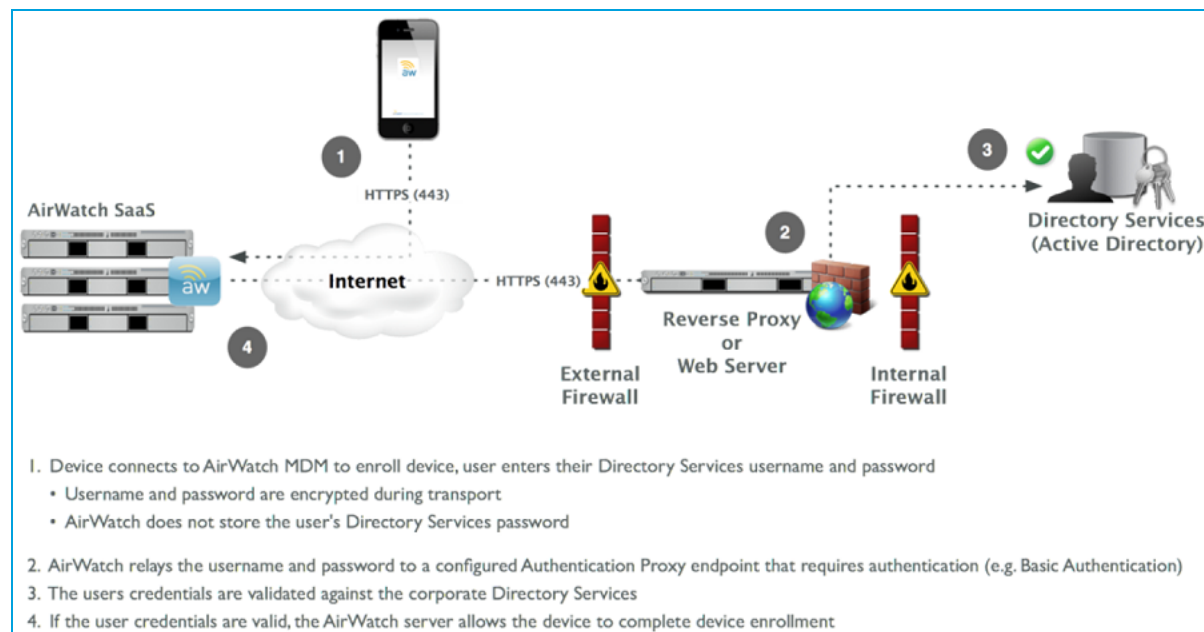 aw
1
HTTPS (443)
3
AirWatch SaaS
2
Directory Services
(Active Directory)
aw
Internet
HTTPS (443)
Reverse Proxy
or
Web Server
4
External
Firewall
Internal
Firewall
1. Device connects to AirWatch MDM to enroll device, user enters their Directory Services username and password
• Username and password are encrypted during transport
• AirWatch does not store the user's Directory Services password
2. AirWatch relays the username and password to a configured Authentication Proxy endpoint that requires authentication (e.g. Basic Authentication)
3. The users credentials are validated against the corporate Directory Services
4. If the user credentials are valid, the AirWatch server allows the device to complete device enrollment